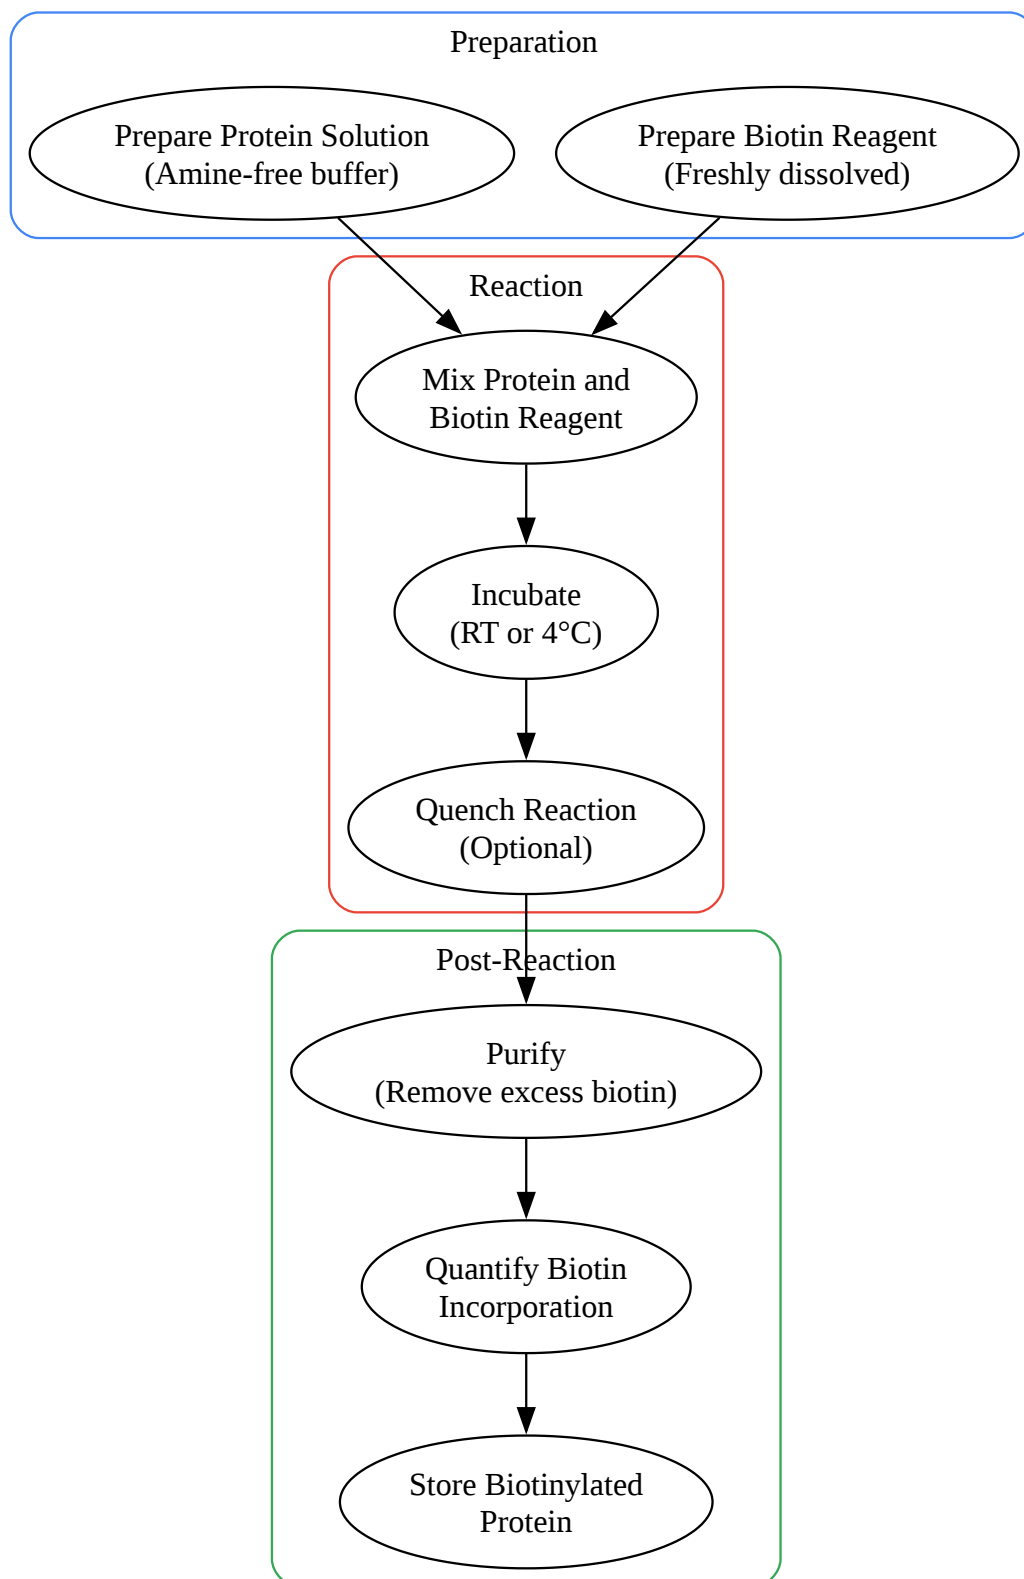 Preparation
Prepare Protein Solution
(Amine-free buffer)
Prepare Biotin Reagent
(Freshly dissolved)
Reaction
Mix Protein and
Biotin Reagent
Incubate
(RT or 4°C)
Quench Reaction
(Optional)
Post-Reaction
Purify
(Remove excess biotin)
Quantify Biotin
Incorporation
Store Biotinylated
Protein